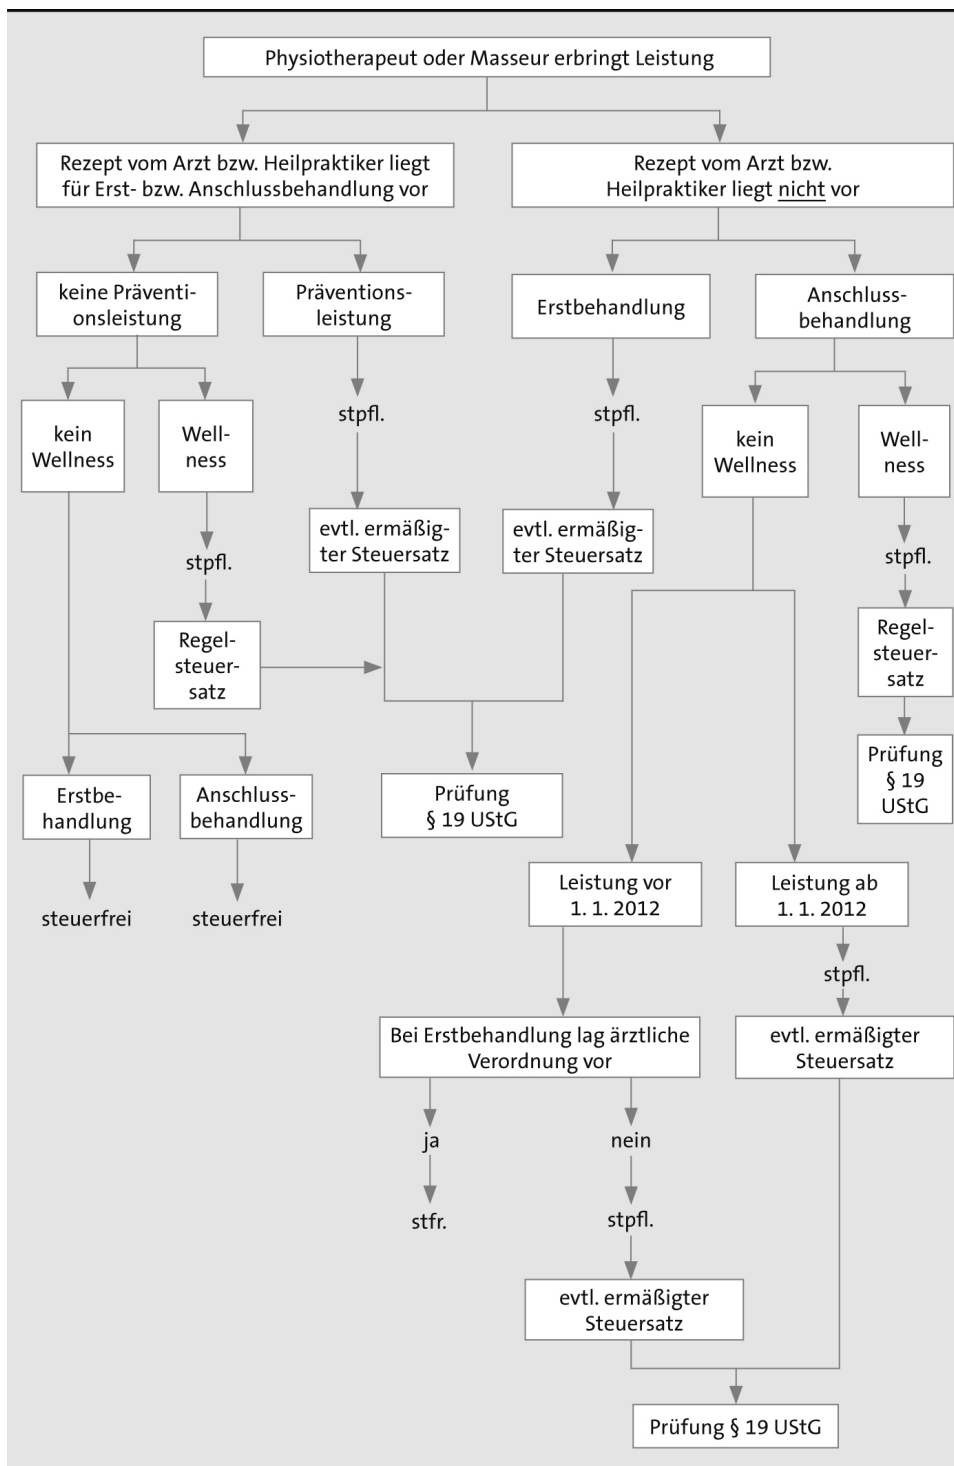 Physiotherapeut oder Masseur erbringt Leistung
Rezept vom Arzt bzw. Heilpraktiker liegt
für Erst- bzw. Anschlussbehandlung vor
Rezept vom Arzt bzw.
Heilpraktiker liegt nicht vor
keine Präventi-
onsleistung
Präventions-
leistung
Erstbehandlung
Anschluss-
behandlung
stpfl.
stpfl.
kein
Wellness
Well-
ness
kein
Wellness
Well-
ness
evtl. ermäßig-
ter Steuersatz
evtl. ermäßig-
ter Steuersatz
stpfl.
stpfl.
Regel-
steuer-
satz
Regel-
steuer-
satz
Erstbe-
handlung
Anschluss-
behandlung
Prüfung
§ 19 UStG
Prüfung
§ 19
UStG
steuerfrei
steuerfrei
Leistung vor
1. 1. 2012
Leistung ab
1. 1. 2012
stpfl.
Bei Erstbehandlung lag ärztliche
Verordnung vor
evtl. ermäßigter
Steuersatz
ja
nein
stfr.
stpfl.
evtl. ermäßigter
Steuersatz
Prüfung § 19 UStG